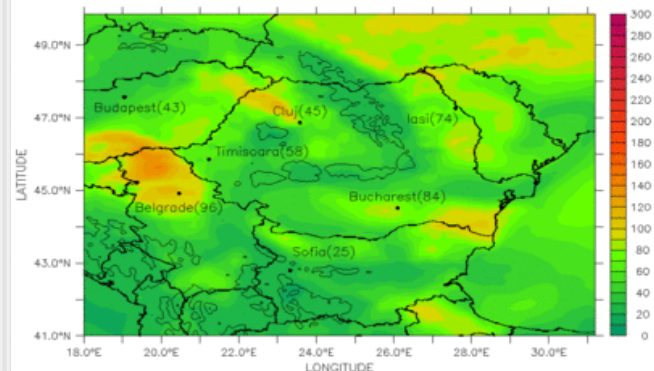 300
280
260
240
220
200
180
160
140
120
100
80
60
40
20
0
49.0°N
47.0°N
45.0°N
43.0°N
41.0°N
LATITUDE
Budapest(43)
Cluj(45)
Iasi(74)
Timisoara(58)
Bucharest(84)
Belgrade(96)
Sofia(25)
18.0°E 20.0°E 22.0°E 24.0°E 26.0°E 28.0°E 30.0°E
LONGITUDE